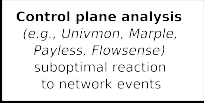 Control plane analysis
(e.g., Univmon, Marple,
Payless, Flowsense)
suboptimal reaction
to network events